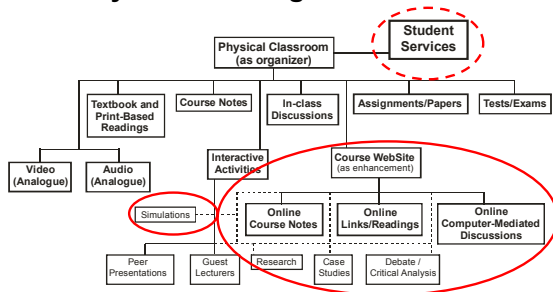 Student
Services
Physical Classroom
(as organizer)
Textbook and
Print-Based
Readings
Course Notes
In-class
Discussions
Assignments/Papers
Tests/Exams
Video
(Analogue)
Audio
(Analogue)
Interactive
Activities
Course WebSite
(as enhancement)
Simulations
Online
Course Notes
Online
Links/Readings
Online
Computer-Mediated
Discussions
Peer
Presentations
Guest
Lecturers
Research
Case
Studies
Debate /
Critical Analysis